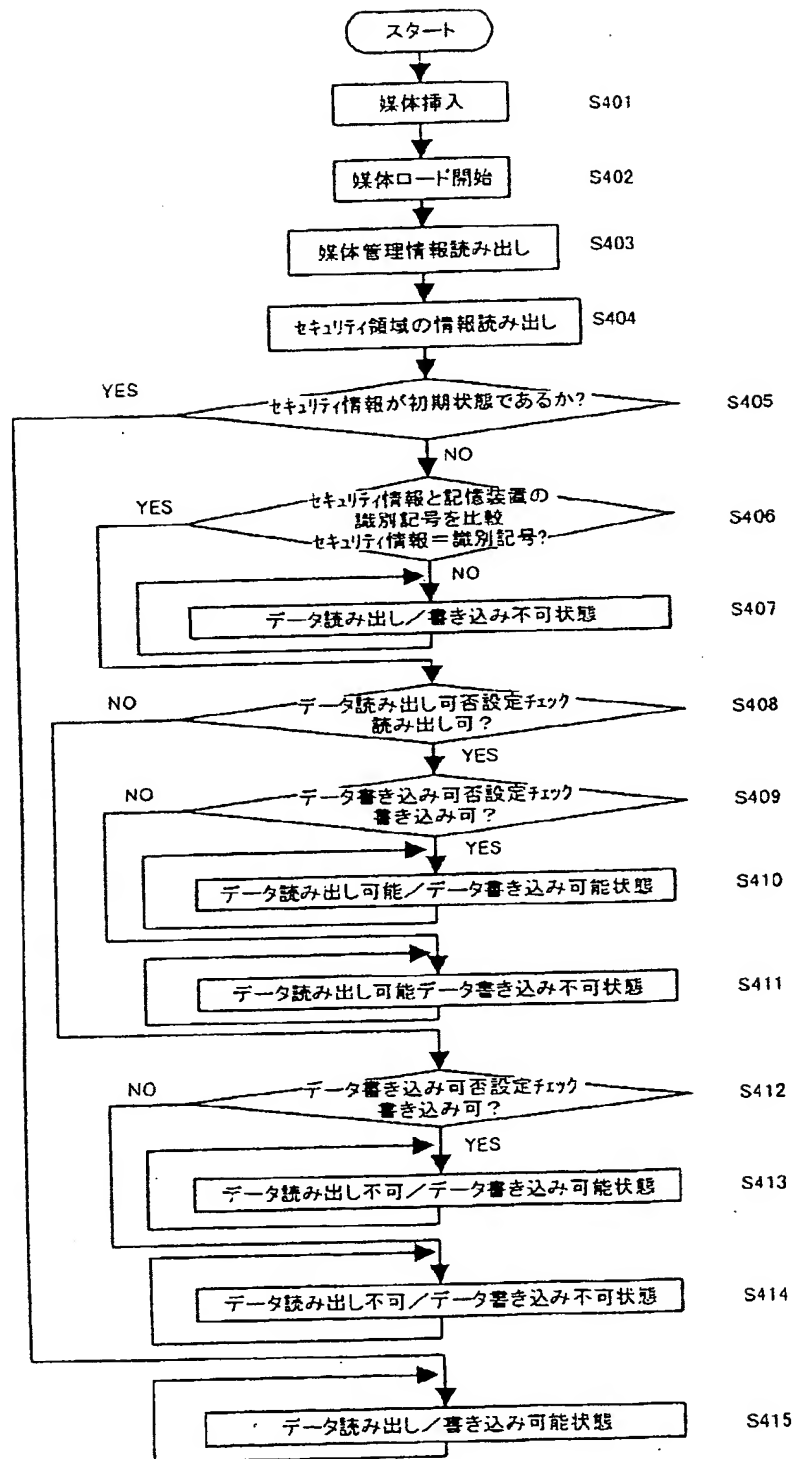 スタート
媒体挿入 S401
媒体ロード開始 S402
媒体管理情報読み出し S403
セキュリティ領域の情報読み出し S404
YES
セキュリティ情報が初期状態であるか? S405
NO
YES
セキュリティ情報と記憶装置の
識別記号を比較
セキュリティ情報=識別記号? S406
NO
データ読み出し/書き込み不可状態 S407
NO
データ読み出し可否設定チェック
読み出し可? S408
YES
NO
データ書き込み可否設定チェック
書き込み可? S409
YES
データ読み出し可能/データ書き込み可能状態 S410
データ読み出し可能データ書き込み不可状態 S411
NO
データ書き込み可否設定チェック
書き込み可? S412
YES
データ読み出し不可/データ書き込み可能状態 S413
データ読み出し不可/データ書き込み不可状態 S414
データ読み出し/書き込み可能状態 S415